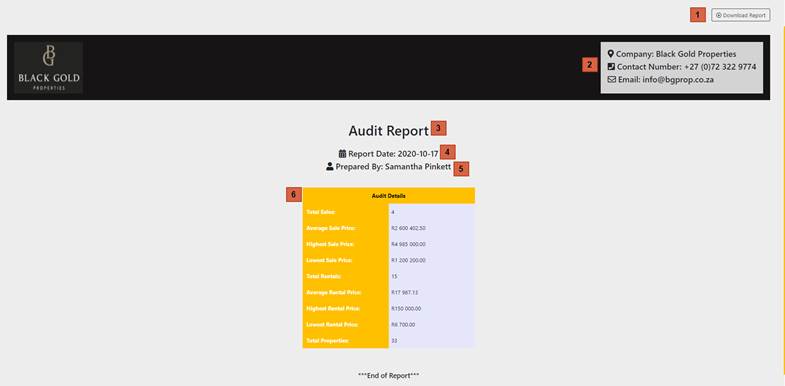 1
Download Report
BG
BLACK GOLD
PROPERTIES
2
Company: Black Gold Properties
Contact Number: +27 (0)72 322 9774
Email: info@bgprop.co.za
Audit Report 3
Report Date: 2020-10-17 4
Prepared By: Samantha Pinkett 5
6
Audit Details
Total Sales: 4
Average Sale Price: R2 600 402.50
Highest Sale Price: R4 985 000.00
Lowest Sale Price: R1 200 200.00
Total Rentals: 15
Average Rental Price: R17 967.13
Highest Rental Price: R150 000.00
Lowest Rental Price: R6 700.00
Total Properties: 33
***End of Report***